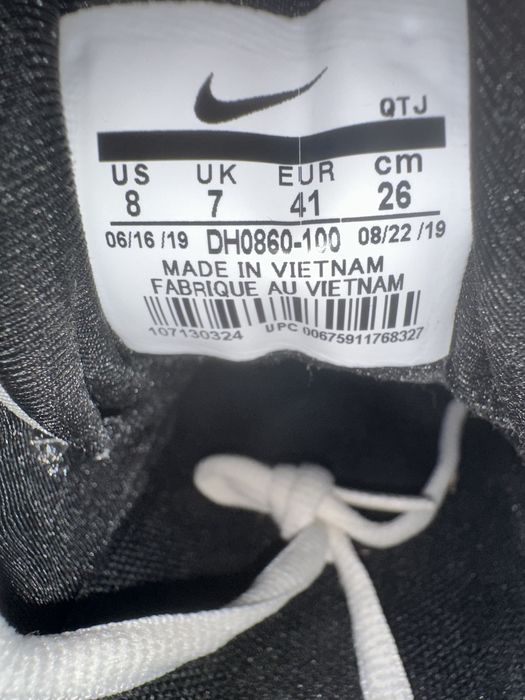 QTJ
US UK EUR cm
8 7 41 26
06/16 /19 DH0860-100 08/22 /19
MADE IN VIETNAM
FABRIQUE AU VIETNAM
107130324 UPC 00675911768327